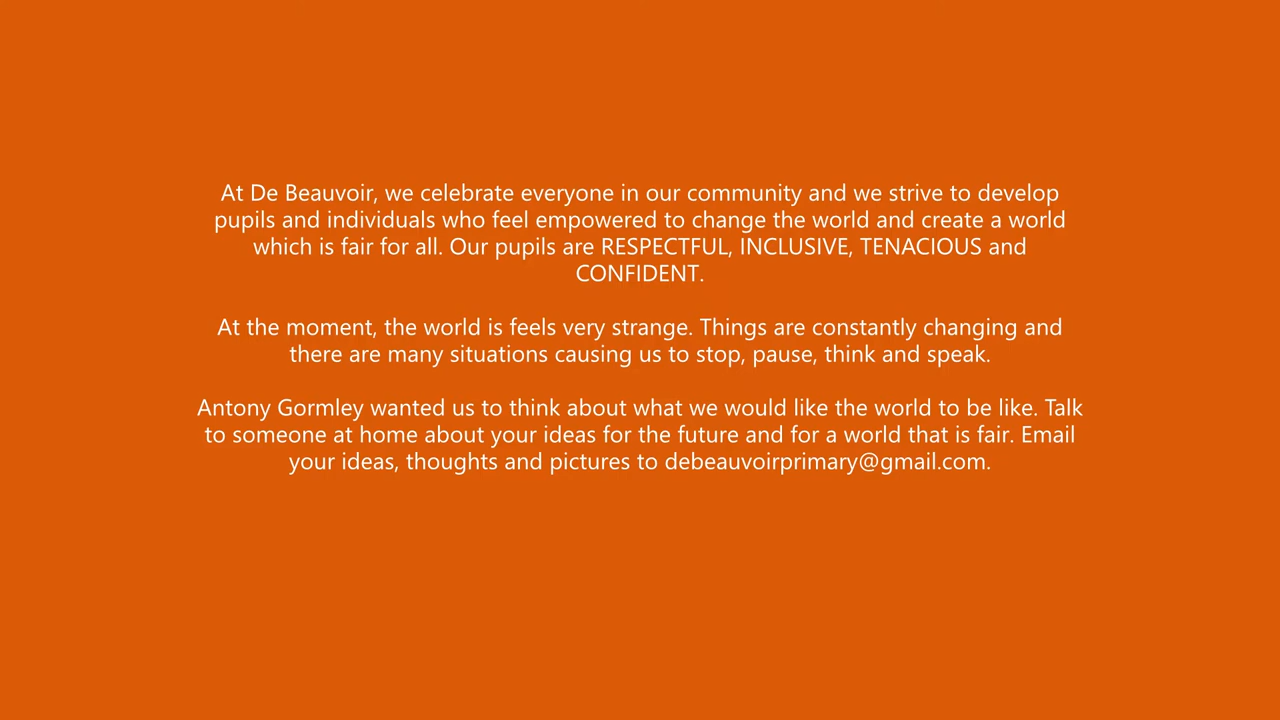 At De Beauvoir, we celebrate everyone in our community and we strive to develop
pupils and individuals who feel empowered to change the world and create a world
which is fair for all. Our pupils are RESPECTFUL, INCLUSIVE, TENACIOUS and
CONFIDENT.
At the moment, the world is feels very strange. Things are constantly changing and
there are many situations causing us to stop, pause, think and speak.
Antony Gormley wanted us to think about what we would like the world to be like. Talk
to someone at home about your ideas for the future and for a world that is fair. Email
your ideas, thoughts and pictures to debeauvoirprimary@gmail.com.